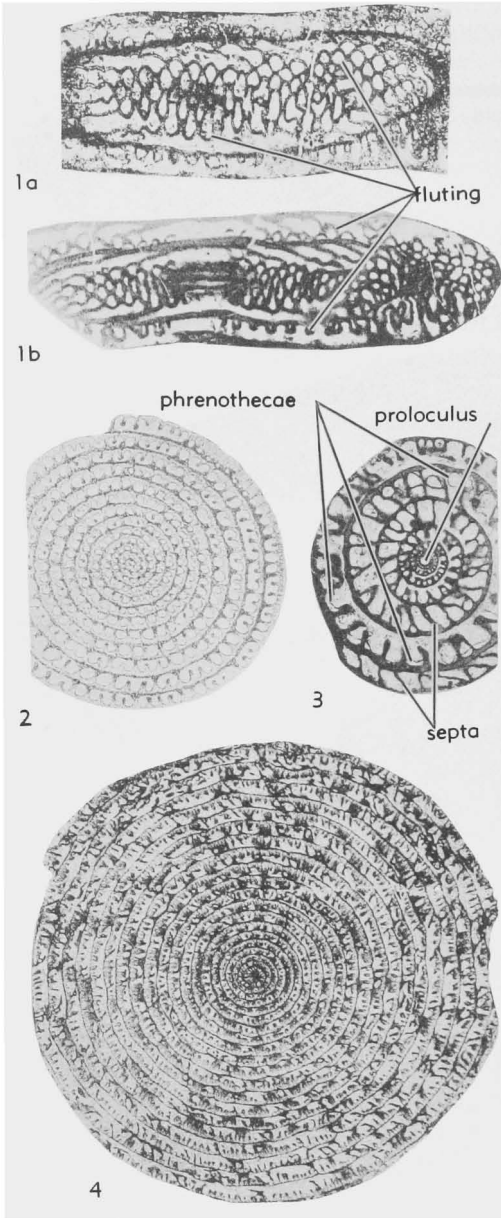 1a
fluting
1b
phrenothecae
proloculus
2
3
septa
4